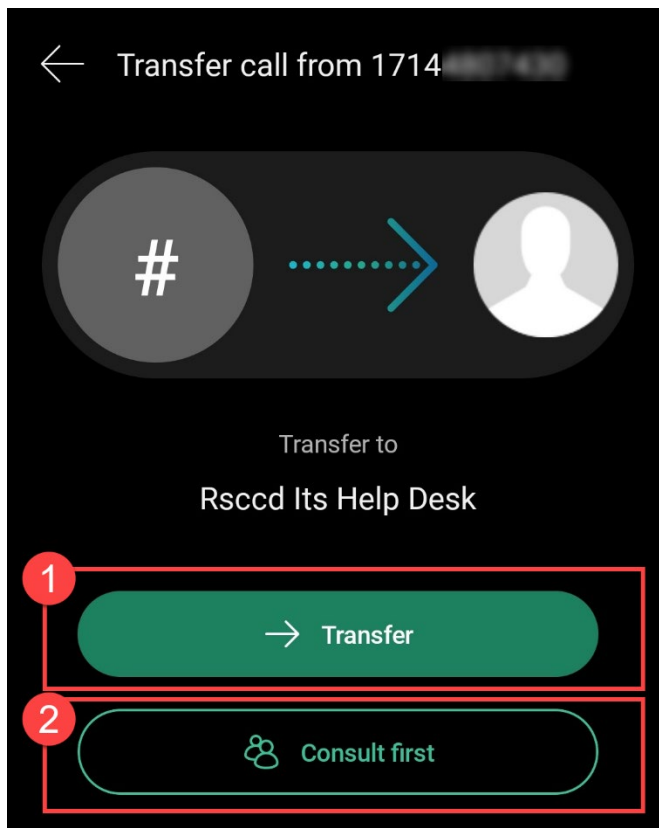 Transfer call from 1714
#
Transfer to
Rsccd Its Help Desk
1
Transfer
2
Consult first